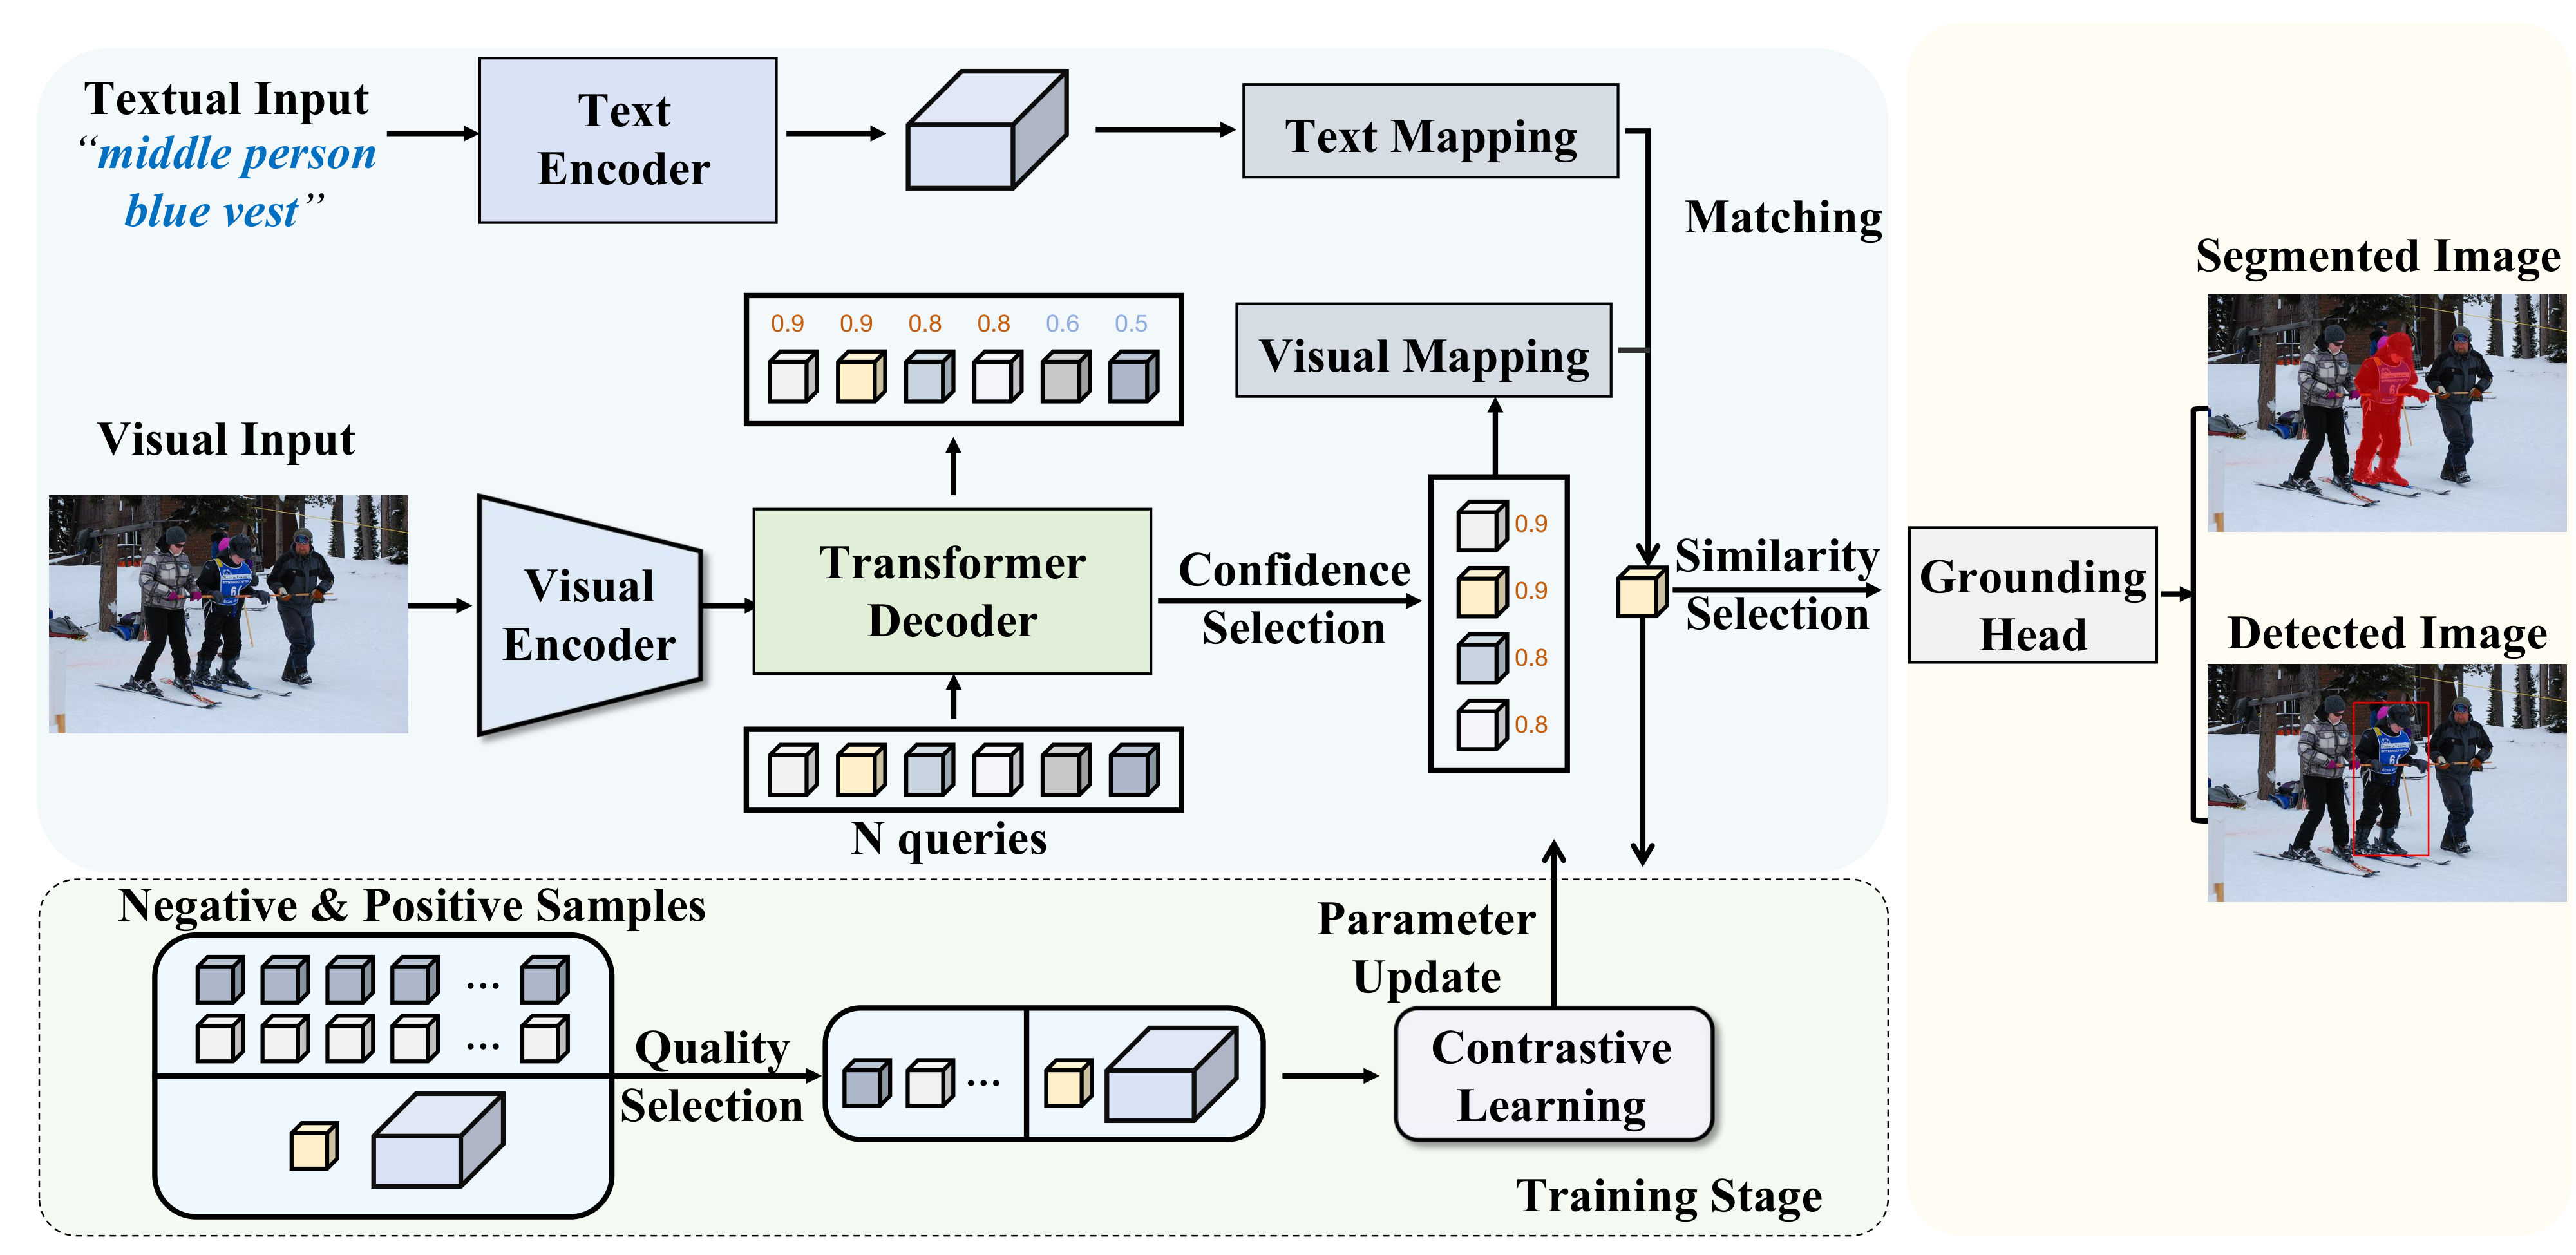 Textual Input
“middle person
blue vest”
Text
Encoder
Text Mapping
Matching
0.9 0.9 0.8 0.8 0.6 0.5
Visual Mapping
Visual Input
Visual
Encoder
Transformer
Decoder
Confidence
Selection
0.9
0.9
0.8
0.8
Similarity
Selection
N queries
Grounding
Head
Segmented Image
Detected Image
Negative & Positive Samples
...
...
Quality
Selection
...
Parameter
Update
Contrastive
Learning
Training Stage